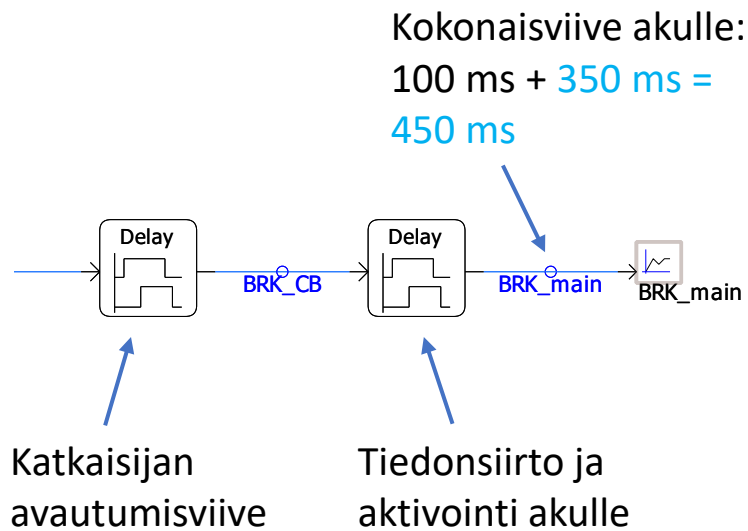 Kokonaisviive akulle:
100 ms + 350 ms =
450 ms
Delay
Delay
BRK_CB
BRK_main
BRK_main
Katkaisijan
avautumisviive
Tiedonsiirto ja
aktivointi akulle